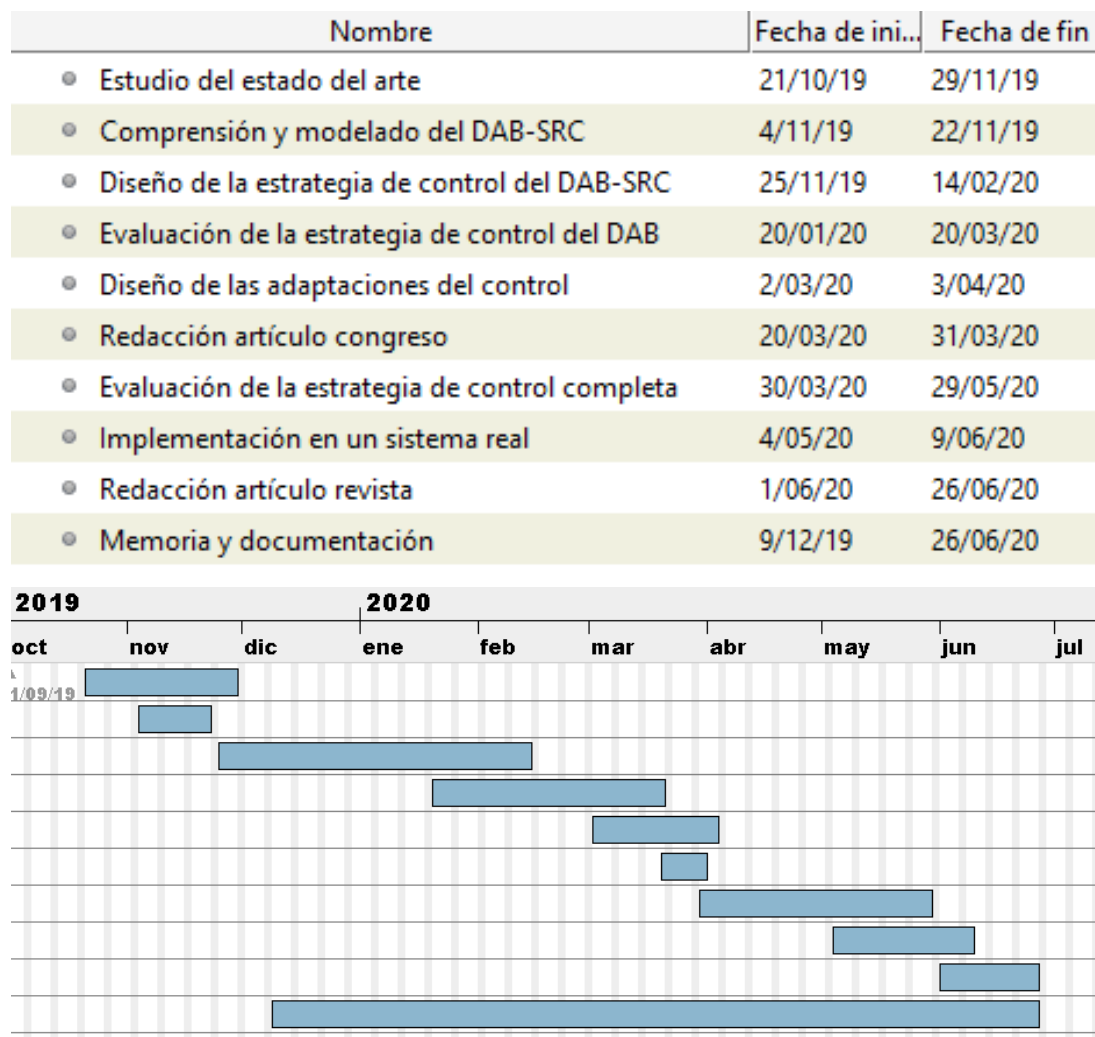 Nombre Fecha de ini... Fecha de fin
Estudio del estado del arte 21/10/19 29/11/19
Comprensión y modelado del DAB-SRC 4/11/19 22/11/19
Diseño de la estrategia de control del DAB-SRC 25/11/19 14/02/20
Evaluación de la estrategia de control del DAB 20/01/20 20/03/20
Diseño de las adaptaciones del control 2/03/20 3/04/20
Redacción artículo congreso 20/03/20 31/03/20
Evaluación de la estrategia de control completa 30/03/20 29/05/20
Implementación en un sistema real 4/05/20 9/06/20
Redacción artículo revista 1/06/20 26/06/20
Memoria y documentación 9/12/19 26/06/20
2019 2020
oct nov dic ene feb mar abr may jun jul
1/09/19